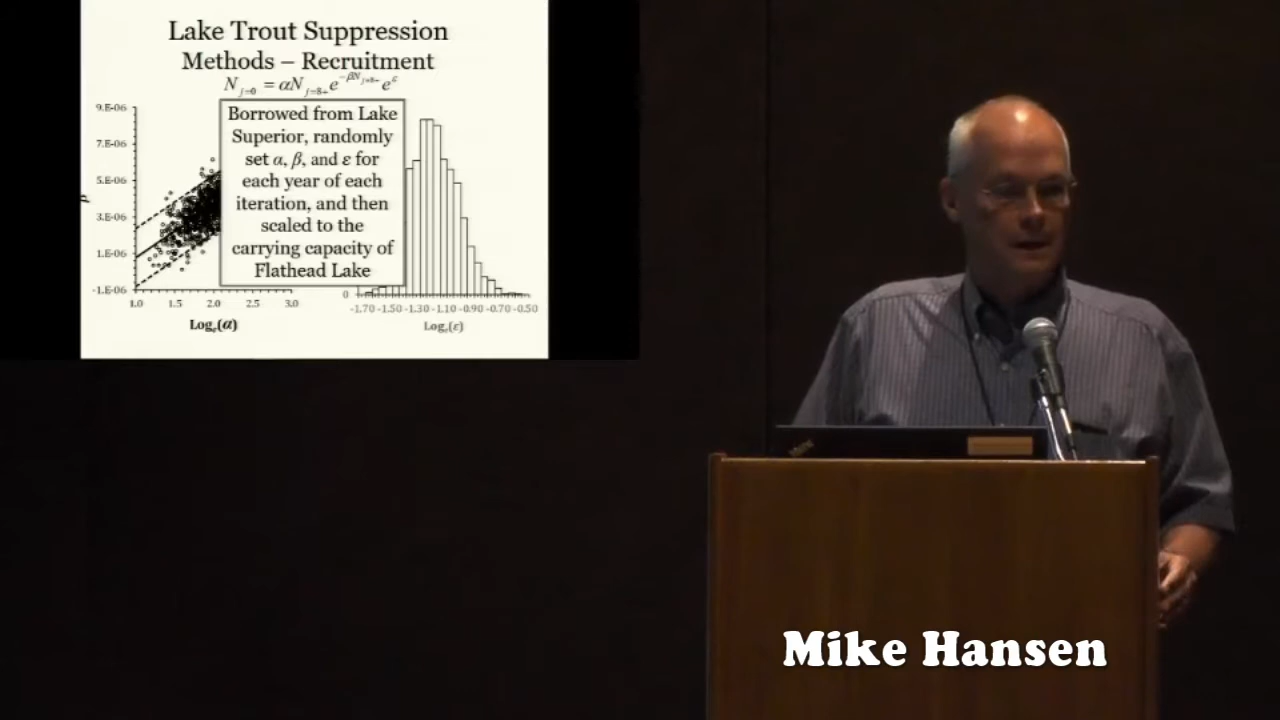 Lake Trout Suppression
Methods – Recruitment
N_{j=0} = αN_{j=8+}e^{-βN_{j=8+}}e^{ε}
Borrowed from Lake
Superior, randomly
set α, β, and ε for
each year of each
iteration, and then
scaled to the
carrying capacity of
Flathead Lake
9.E-06
7.E-06
5.E-06
3.E-06
1.E-06
-1.E-06
1.0 1.5 2.0 2.5 3.0
Logₑ(α)
0
-1.70 -1.50 -1.30 -1.10 -0.90 -0.70 -0.50
Logₑ(ε)
Mike Hansen